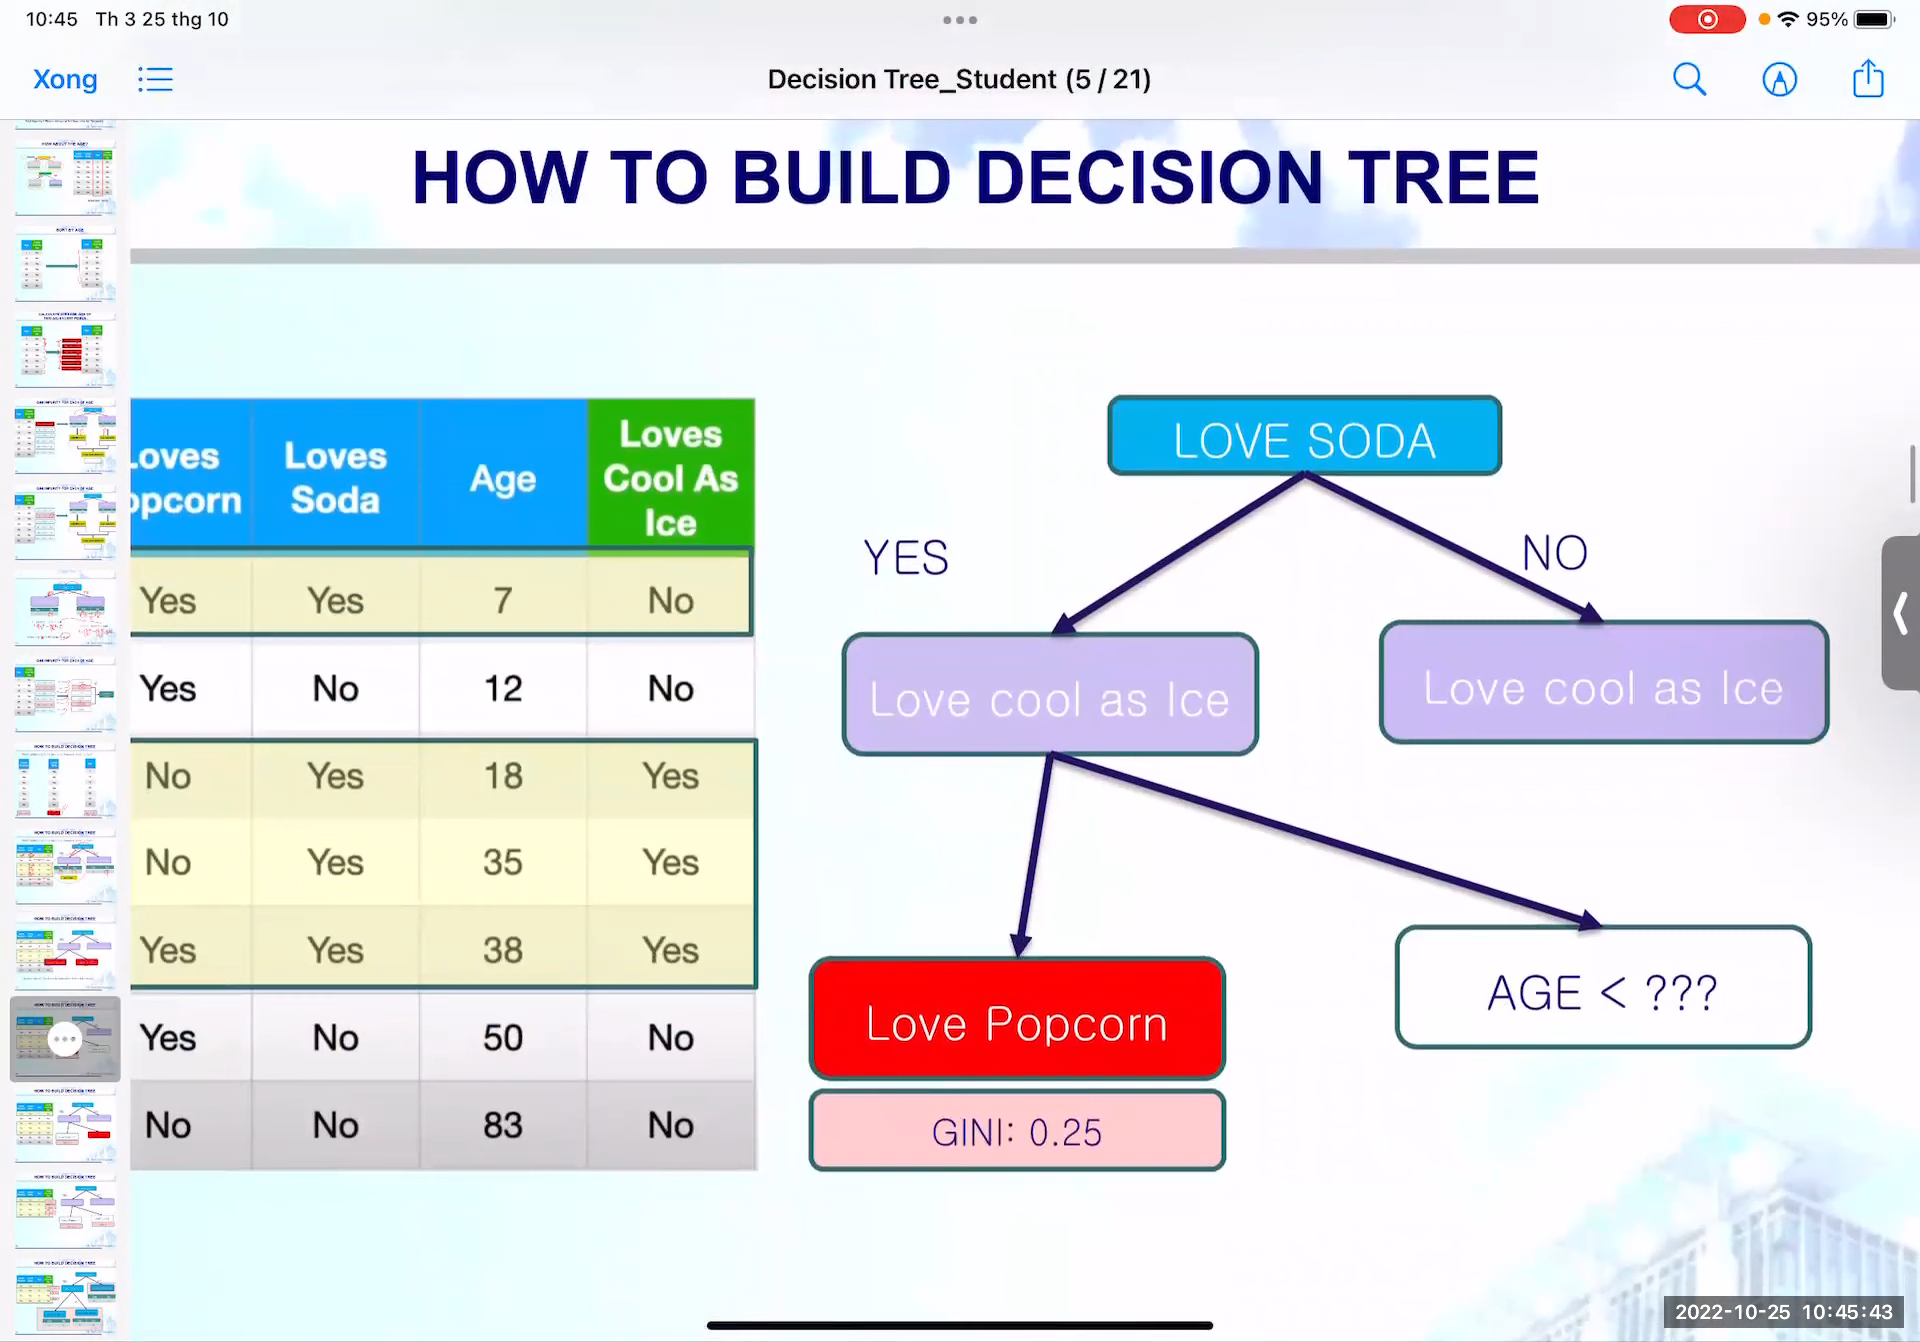 10:45 Th 3 25 thg 10
95%
Xong
Decision Tree_Student (5 / 21)
HOW TO BUILD DECISION TREE
oves
Loves
Age
Loves
opcorn
Soda
Cool As
Ice
Yes Yes 7 No
Yes No 12 No
No Yes 18 Yes
No Yes 35 Yes
Yes Yes 38 Yes
Yes No 50 No
No No 83 No
LOVE SODA
YES
NO
Love cool as Ice
Love cool as Ice
Love Popcorn
AGE < ???
GINI: 0.25
2022-10-25 10:45:43